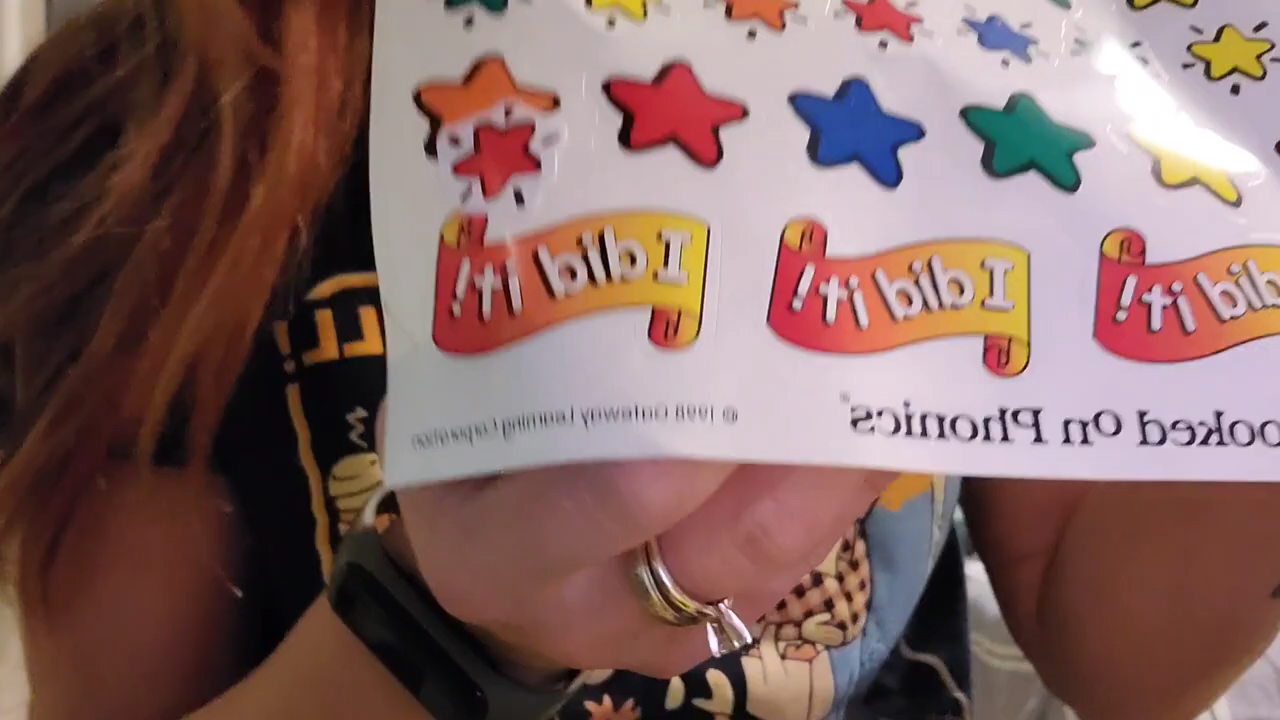 I did it!
I did it!
did it!
© 1998 Gateway Learning Corporation
ooked On Phonics®